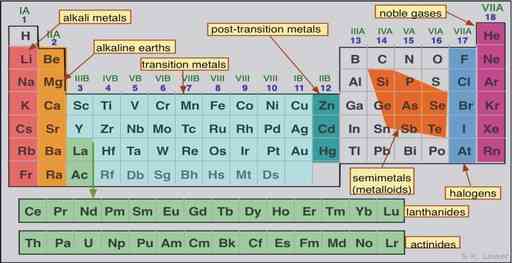 IA
1
VIIA
18
noble gases
alkali metals
H
IIA
2
post-transition metals
IIIA IVA VA VIA VIIA
13 14 15 16 17
He
alkaline earths
Li Be B C N O F Ne
transition metals
Na Mg IIIB IVB VB VIB VIIB VIII VIII VIII IB IIB Al Si P S Cl Ar
3 4 5 6 7 8 9 10 11 12
K Ca Sc Ti V Cr Mn Fe Co Ni Cu Zn Ga Ge As Se Br Kr
Cs Sr Y Zr Nb Mo Tc Ru Rh Pd Ag Cd In Sn Sb Te I Xe
Rb Ba La Hf Ta W Re Os Ir Pt Au Hg Tl Pb Bi Po At Rn
Fr Ra Ac Rf Db Sg Bh Hs Mt Ds
semimetals
(metalloids)
halogens
Ce Pr Nd Pm Sm Eu Gd Tb Dy Ho Er Tm Yb Lu
lanthanides
Th Pa U Np Pu Am Cm Bk Cf Es Fm Md No Lr
actinides
S. K. Lower